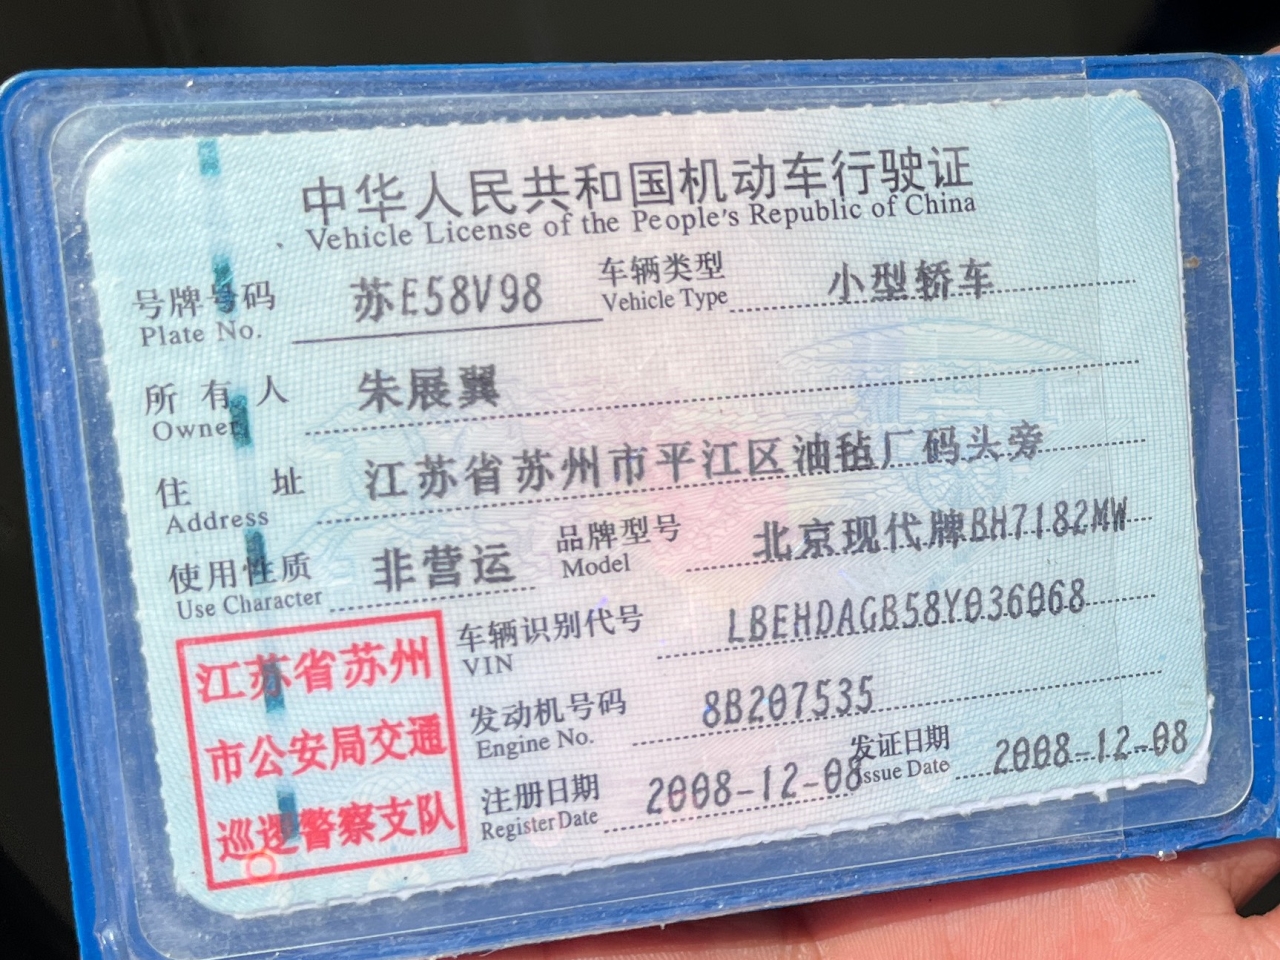 中华人民共和国机动车行驶证
Vehicle License of the People's Republic of China
号牌号码 苏E58V98 车辆类型 小型轿车
Plate No. Vehicle Type
所有人 朱展翼
Owner
住址 江苏省苏州市平江区油毡厂码头旁
Address
使用性质 非营运 品牌型号 北京现代牌BH7182MW
Use Character Model
车辆识别代号 LBEHDAGB58Y036068
VIN
发动机号码 8B207535
Engine No.
注册日期 2008-12-08 发证日期 2008-12-08
Register Date Issue Date
江苏省苏州
市公安局交通
巡逻警察支队